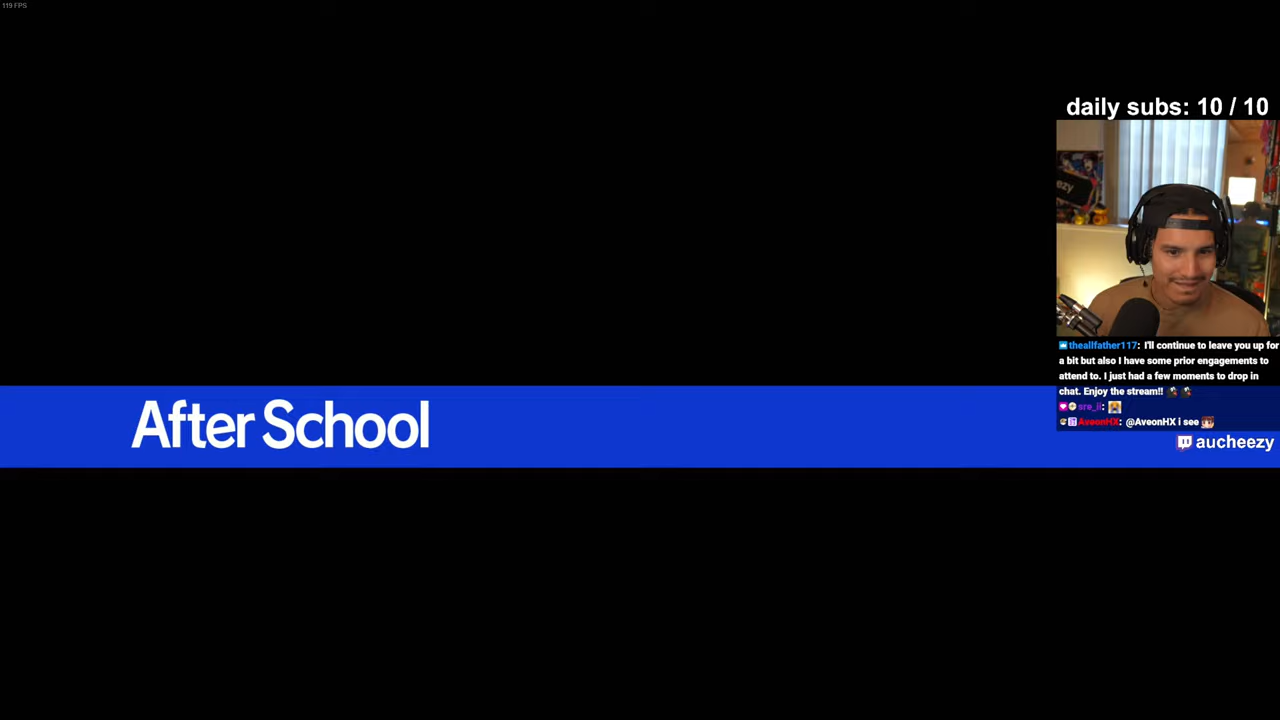 119 FPS
daily subs: 10 / 10
theallfather117: I'll continue to leave you up for
a bit but also I have some prior engagements to
attend to. I just had a few moments to drop in
chat. Enjoy the stream!!
After School
AveonHX: @AveonHX i see
aucheezy